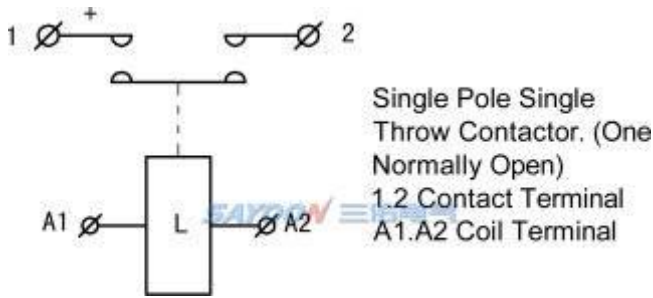 1 + 2
Single Pole Single
Throw Contactor. (One
Normally Open)
1.2 Contact Terminal
A1.A2 Coil Terminal
A1 L A2